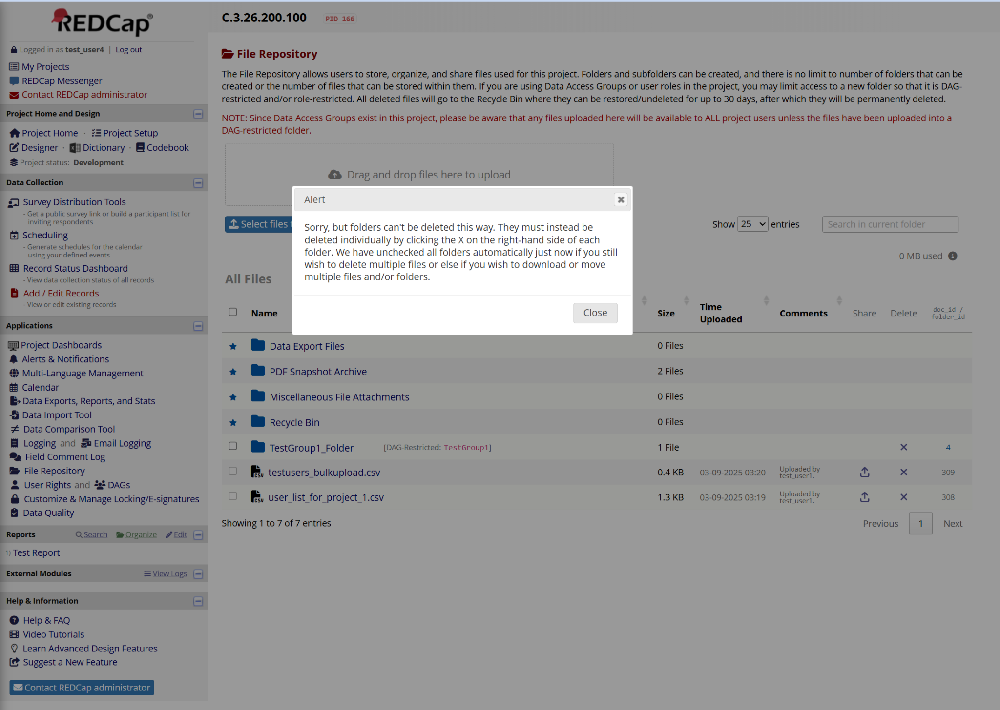 REDCap®
Logged in as test_user4 | Log out
My Projects
REDCap Messenger
Contact REDCap administrator
Project Home and Design
Project Home · Project Setup
Designer · Dictionary · Codebook
Project status: Development
Data Collection
Survey Distribution Tools
- Get a public survey link or build a participant list for
inviting respondents
Scheduling
- Generate schedules for the calendar
using your defined events
Record Status Dashboard
- View data collection status of all records
Add / Edit Records
- View or edit existing records
Applications
Project Dashboards
Alerts & Notifications
Multi-Language Management
Calendar
Data Exports, Reports, and Stats
Data Import Tool
Data Comparison Tool
Logging and Email Logging
Field Comment Log
File Repository
User Rights and DAGs
Customize & Manage Locking/E-signatures
Data Quality
Reports Search Organize Edit
1) Test Report
External Modules View Logs
Help & Information
Help & FAQ
Video Tutorials
Learn Advanced Design Features
Suggest a New Feature
Contact REDCap administrator
C.3.26.200.100 PID 166
File Repository
The File Repository allows users to store, organize, and share files used for this project. Folders and subfolders can be created, and there is no limit to number of folders that can be
created or the number of files that can be stored within them. If you are using Data Access Groups or user roles in the project, you may limit access to a new folder so that it is DAG-
restricted and/or role-restricted. All deleted files will go to the Recycle Bin where they can be restored/undeleted for up to 30 days, after which they will be permanently deleted.
NOTE: Since Data Access Groups exist in this project, please be aware that any files uploaded here will be available to ALL project users unless the files have been uploaded into a
DAG-restricted folder.
Drag and drop files here to upload
Select files
Show 25 entries Search in current folder
0 MB used
All Files
Alert
Sorry, but folders can't be deleted this way. They must instead be
deleted individually by clicking the X on the right-hand side of each
folder. We have unchecked all folders automatically just now if you still
wish to delete multiple files or else if you wish to download or move
multiple files and/or folders.
Close
Name Size Time Uploaded Comments Share Delete doc_id / folder_id
Data Export Files 0 Files
PDF Snapshot Archive 2 Files
Miscellaneous File Attachments 0 Files
Recycle Bin 0 Files
TestGroup1_Folder [DAG-Restricted: TestGroup1] 1 File 4
testusers_bulkupload.csv 0.4 KB 03-09-2025 03:20 Uploaded by test_user1. 309
user_list_for_project_1.csv 1.3 KB 03-09-2025 03:19 Uploaded by test_user1. 308
Showing 1 to 7 of 7 entries Previous 1 Next